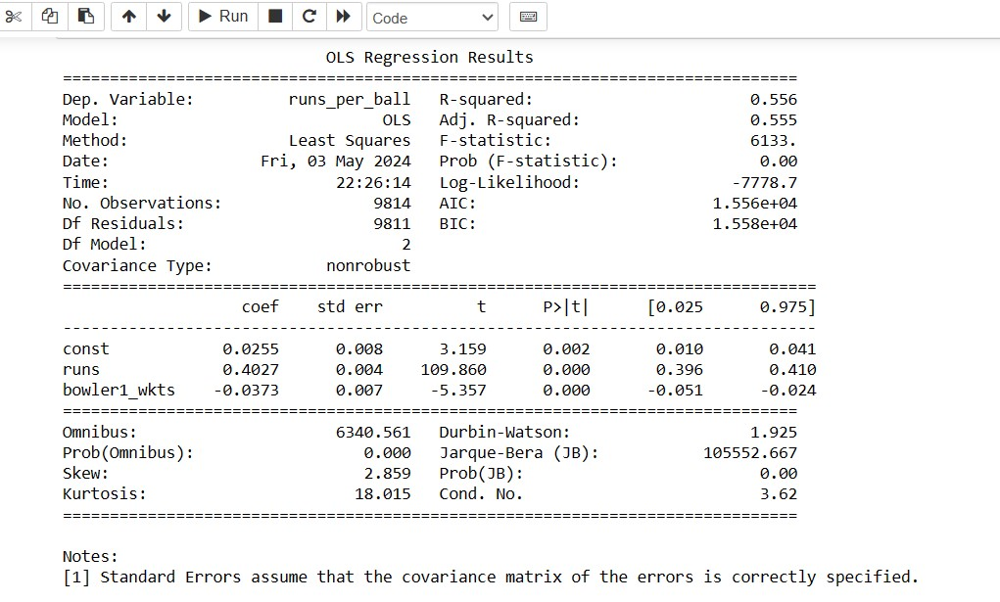 Run Code
OLS Regression Results
==============================================================================
Dep. Variable: runs_per_ball R-squared: 0.556
Model: OLS Adj. R-squared: 0.555
Method: Least Squares F-statistic: 6133.
Date: Fri, 03 May 2024 Prob (F-statistic): 0.00
Time: 22:26:14 Log-Likelihood: -7778.7
No. Observations: 9814 AIC: 1.556e+04
Df Residuals: 9811 BIC: 1.558e+04
Df Model: 2
Covariance Type: nonrobust
================================================================================
coef std err t P>|t| [0.025 0.975]
--------------------------------------------------------------------------------
const 0.0255 0.008 3.159 0.002 0.010 0.041
runs 0.4027 0.004 109.860 0.000 0.396 0.410
bowler1_wkts -0.0373 0.007 -5.357 0.000 -0.051 -0.024
==============================================================================
Omnibus: 6340.561 Durbin-Watson: 1.925
Prob(Omnibus): 0.000 Jarque-Bera (JB): 105552.667
Skew: 2.859 Prob(JB): 0.00
Kurtosis: 18.015 Cond. No. 3.62
==============================================================================
Notes:
[1] Standard Errors assume that the covariance matrix of the errors is correctly specified.